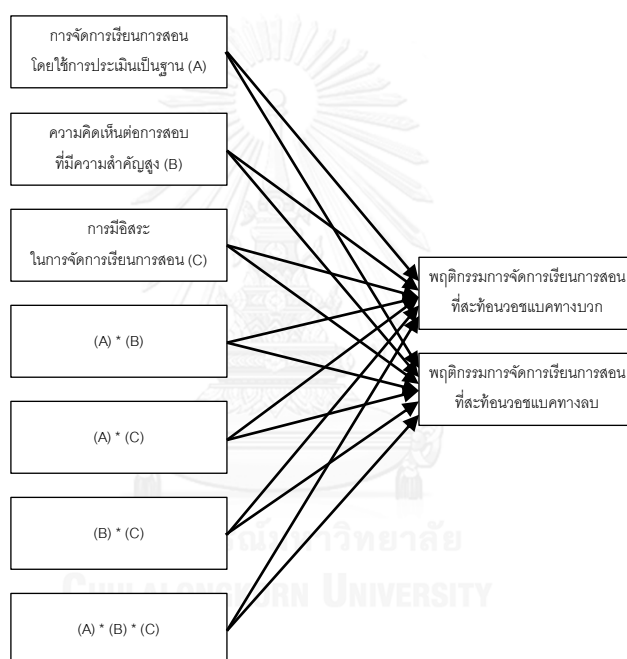 การจัดการเรียนการสอน
โดยใช้การประเมินเป็นฐาน (A)
ความคิดเห็นต่อการสอบ
ที่มีความสำคัญสูง (B)
การมีอิสระ
ในการจัดการเรียนการสอน (C)
(A) * (B)
(A) * (C)
(B) * (C)
(A) * (B) * (C)
พฤติกรรมการจัดการเรียนการสอน
ที่สะท้อนวอชแบคทางบวก
พฤติกรรมการจัดการเรียนการสอน
ที่สะท้อนวอชแบคทางลบ
CHULALONGKORN UNIVERSITY